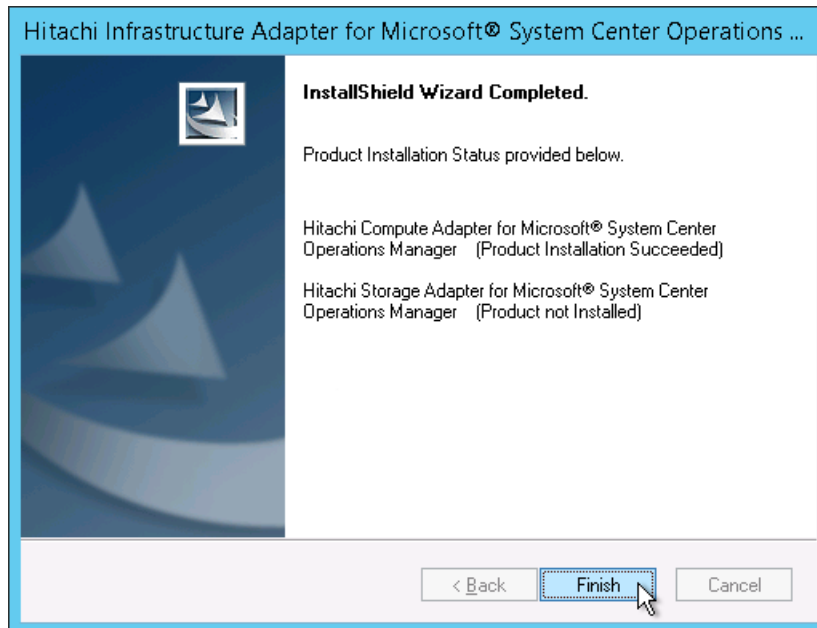 Hitachi Infrastructure Adapter for Microsoft® System Center Operations ...
InstallShield Wizard Completed.
Product Installation Status provided below.
Hitachi Compute Adapter for Microsoft® System Center
Operations Manager (Product Installation Succeeded)
Hitachi Storage Adapter for Microsoft® System Center
Operations Manager (Product not Installed)
< Back Finish Cancel